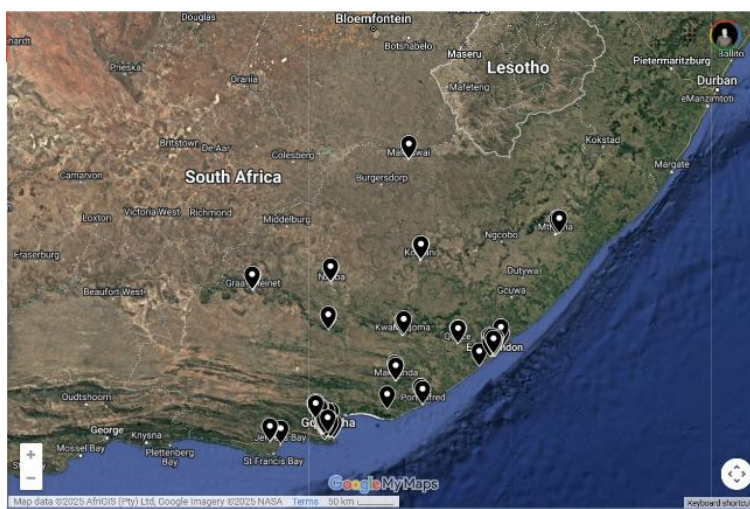 Douglas
Bloemfontein
Botshabelo
Maseru
Lesotho
Mafeteng
Pietermaritzburg
Ballito
Durban
eManzimtoti
Prieska
Orania
Britstown
De Aar
Colesberg
Burgersdorp
Kokstad
Margate
Carnarvon
South Africa
Loxton
Victoria West
Richmond
Middelburg
Ngcobo
Fraserburg
Beaufort West
Dutywa
Gcuwa
Oudtshoorn
George
Knysna
Mossel Bay
Plettenberg
Bay
St Francis Bay
Google My Maps
+
−
Map data ©2025 AfriGIS (Pty) Ltd, Google Imagery ©2025 NASA
Terms
50 km
Keyboard shortcu